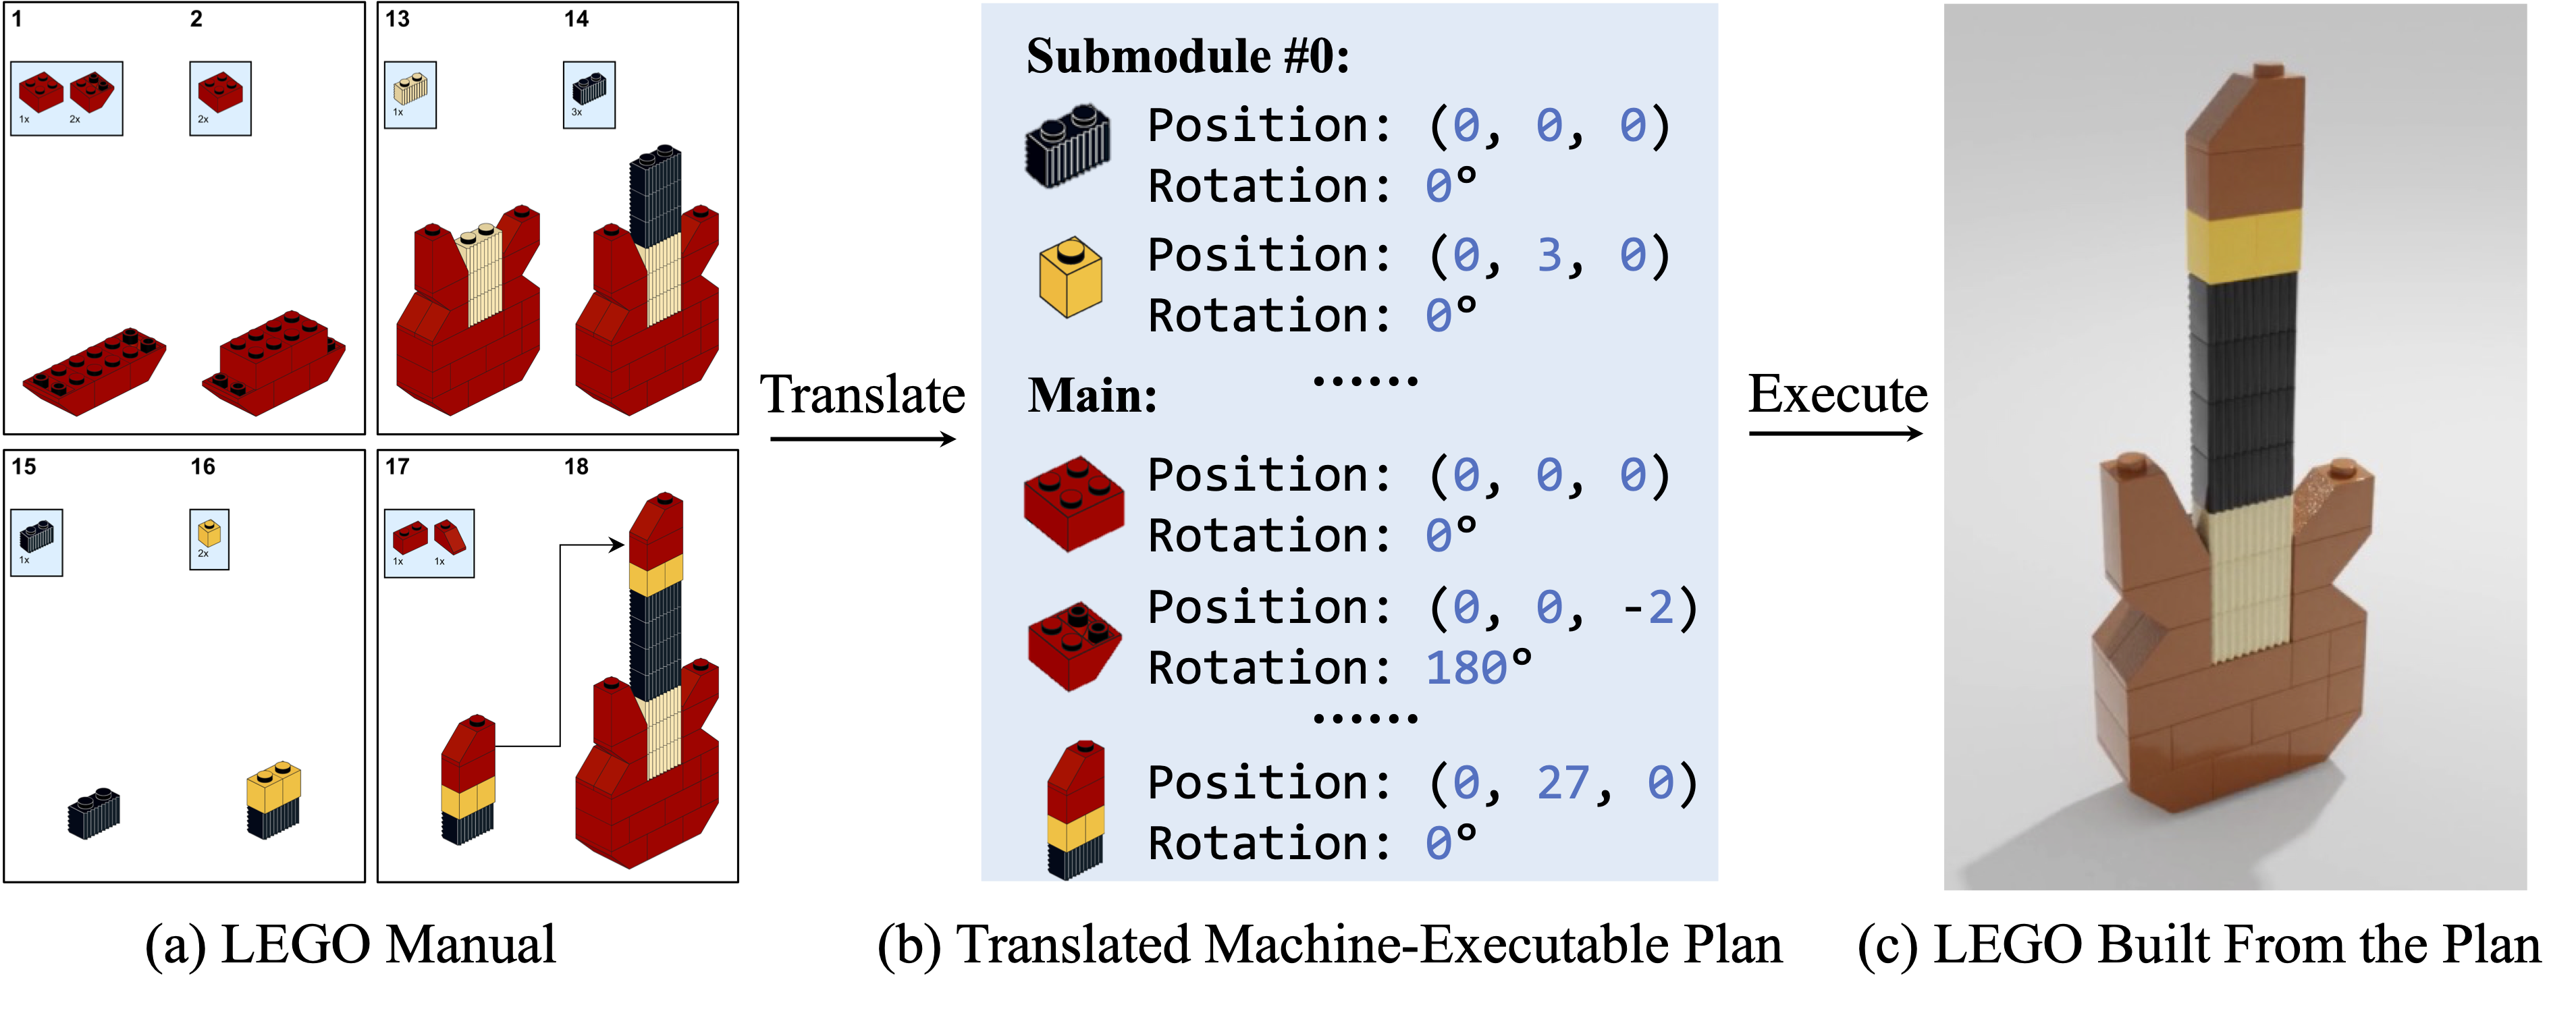 1
2
1x
2x
2x
13
14
1x
3x
15
16
1x
2x
17
18
1x
1x
Translate
Submodule #0:
Position: (0, 0, 0)
Rotation: 0°
Position: (0, 3, 0)
Rotation: 0°
......
Main:
Position: (0, 0, 0)
Rotation: 0°
Position: (0, 0, -2)
Rotation: 180°
......
Position: (0, 27, 0)
Rotation: 0°
Execute
(a) LEGO Manual
(b) Translated Machine-Executable Plan
(c) LEGO Built From the Plan